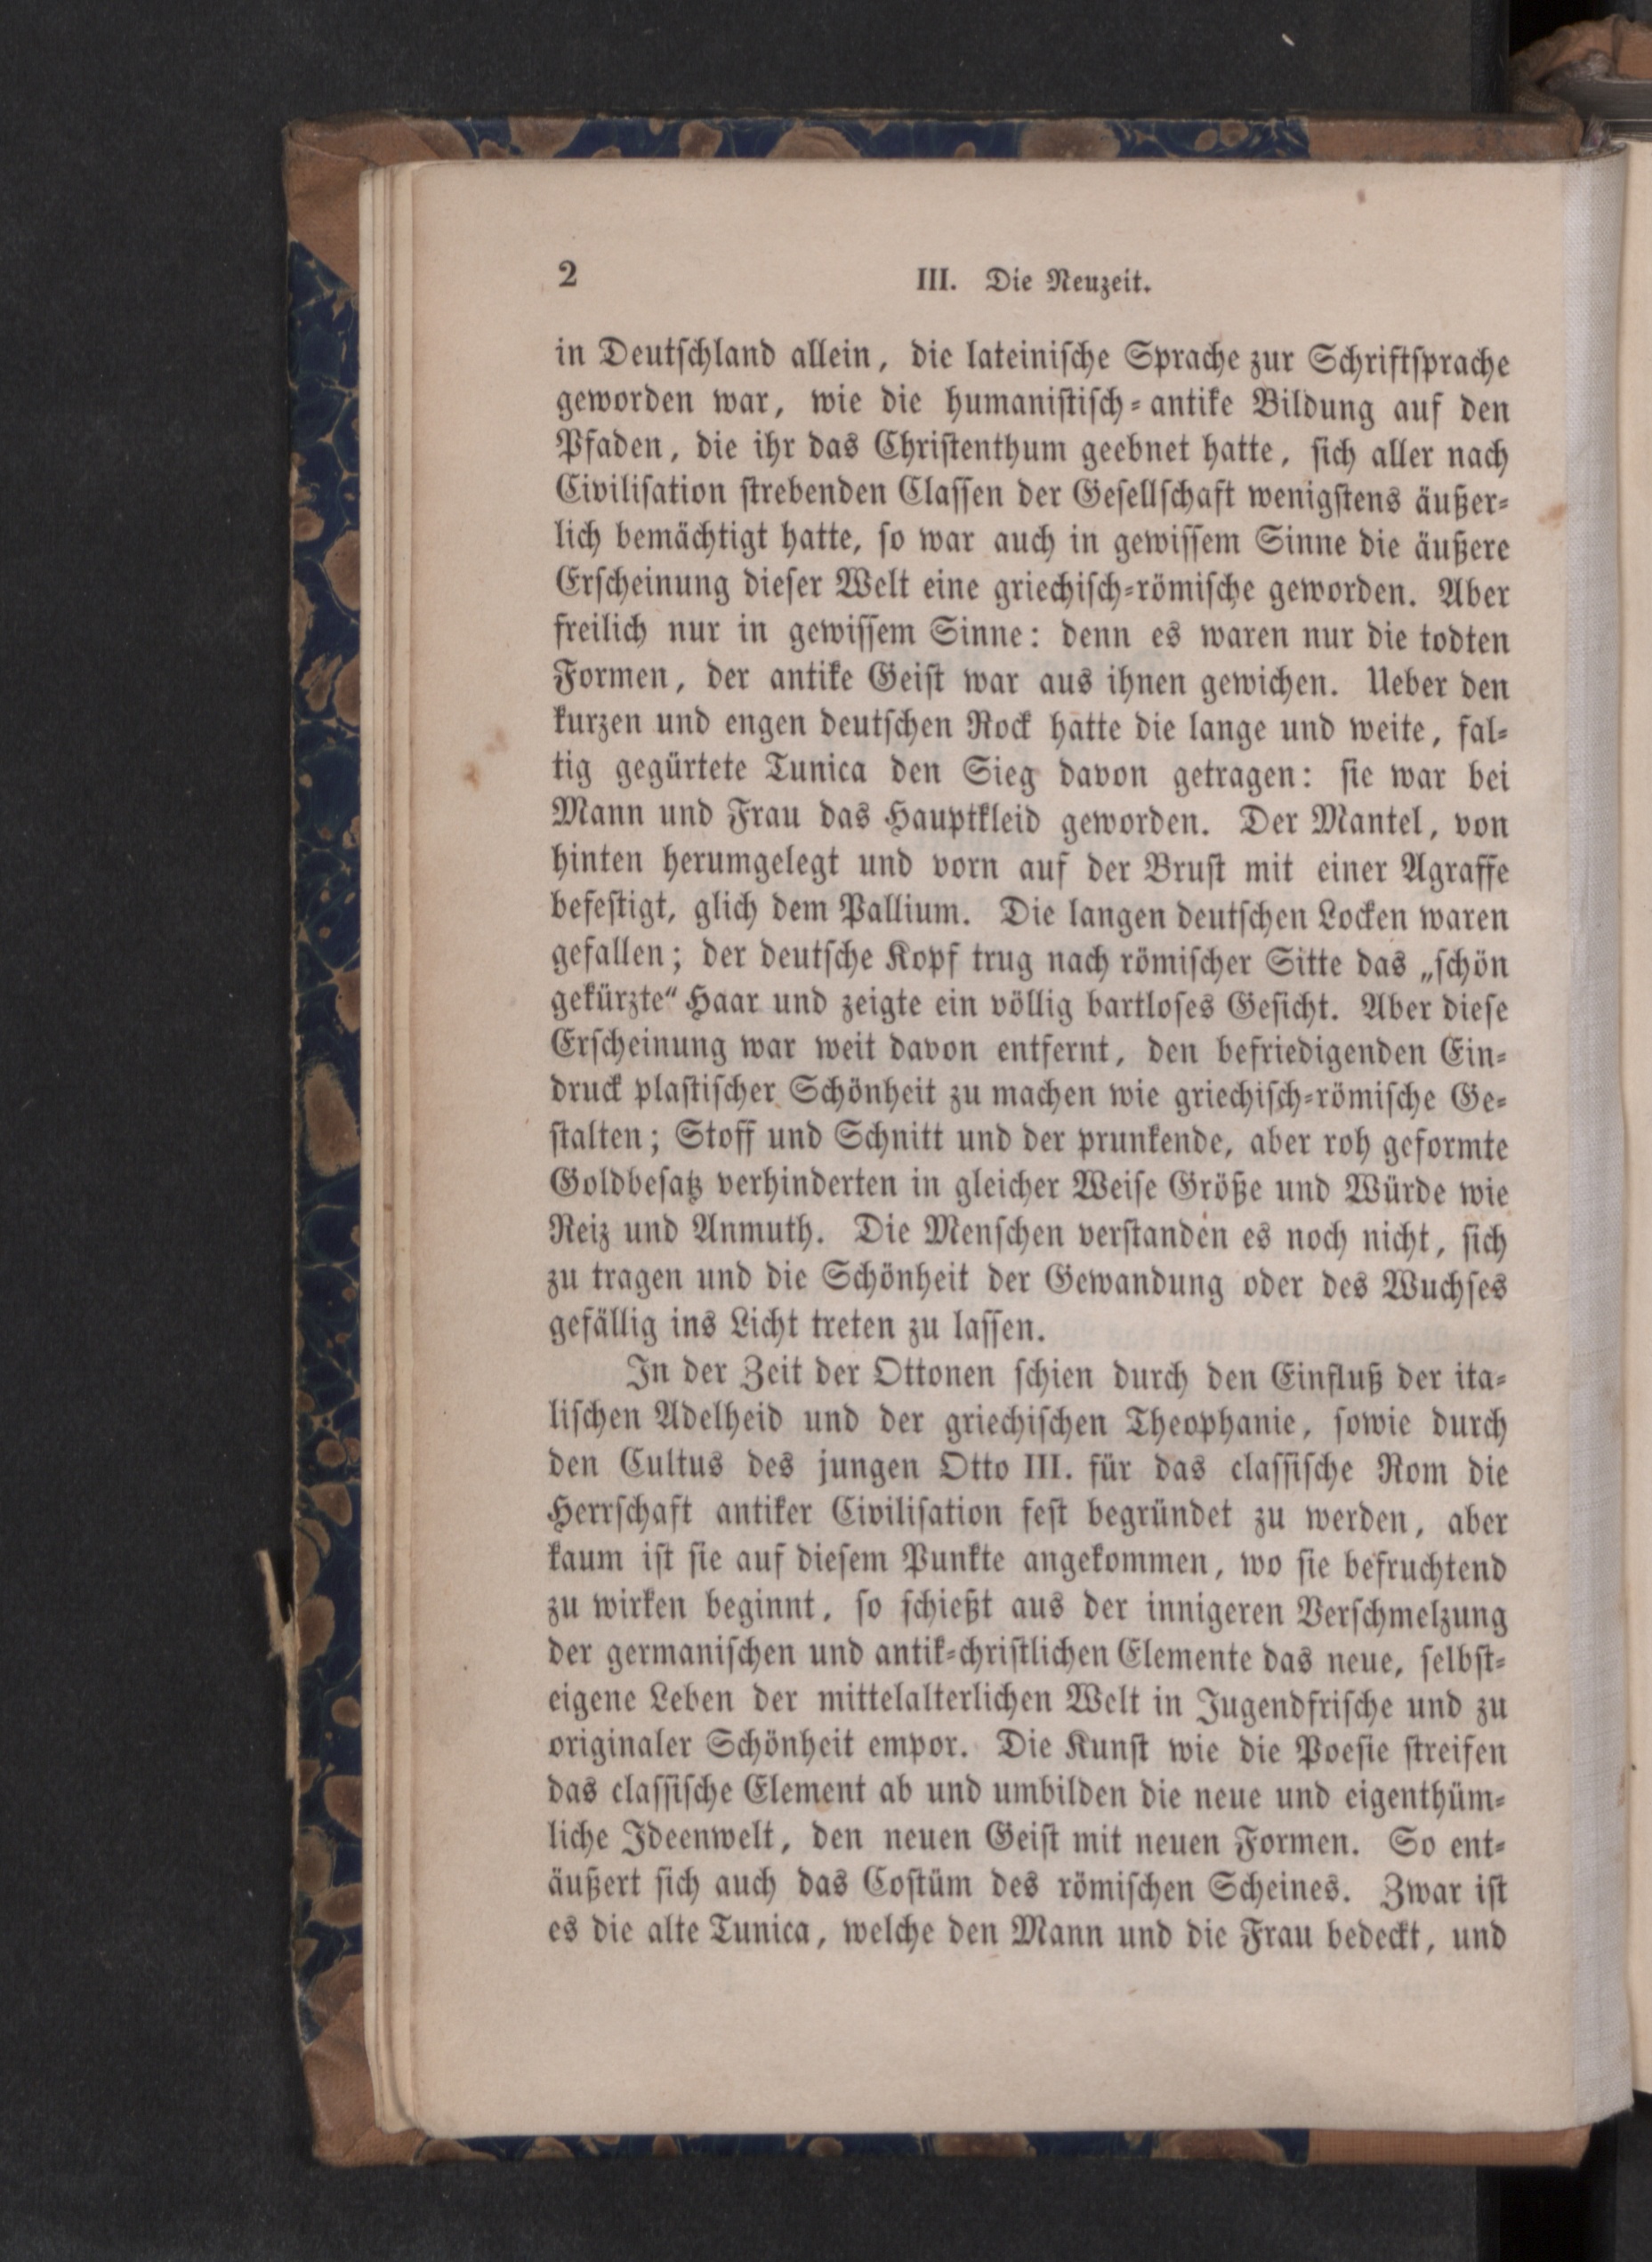 2
III. Die Neuzeit.
in Deutſchland allein, die lateiniſche Sprache zur Schriftſprache
geworden war, wie die humaniſtiſch-antike Bildung auf den
Pfaden, die ihr das Chriſtenthum geebnet hatte, ſich aller nach
Civiliſation ſtrebenden Claſſen der Geſellſchaft wenigſtens äußer-
lich bemächtigt hatte, ſo war auch in gewiſſem Sinne die äußere
Erſcheinung dieſer Welt eine griechiſch-römiſche geworden. Aber
freilich nur in gewiſſem Sinne: denn es waren nur die todten
Formen, der antike Geiſt war aus ihnen gewichen. Ueber den
kurzen und engen deutſchen Rock hatte die lange und weite, fal-
tig gegürtete Tunica den Sieg davon getragen: ſie war bei
Mann und Frau das Hauptkleid geworden. Der Mantel, von
hinten herumgelegt und vorn auf der Bruſt mit einer Agraffe
befeſtigt, glich dem Pallium. Die langen deutſchen Locken waren
gefallen; der deutſche Kopf trug nach römiſcher Sitte das „ſchön
gekürzte“ Haar und zeigte ein völlig bartloſes Geſicht. Aber dieſe
Erſcheinung war weit davon entfernt, den befriedigenden Ein-
druck plaſtiſcher Schönheit zu machen wie griechiſch-römiſche Ge-
ſtalten; Stoff und Schnitt und der prunkende, aber roh geformte
Goldbeſatz verhinderten in gleicher Weiſe Größe und Würde wie
Reiz und Anmuth. Die Menſchen verſtanden es noch nicht, ſich
zu tragen und die Schönheit der Gewandung oder des Wuchſes
gefällig ins Licht treten zu laſſen.
In der Zeit der Ottonen ſchien durch den Einfluß der ita-
liſchen Adelheid und der griechiſchen Theophanie, ſowie durch
den Cultus des jungen Otto III. für das claſſiſche Rom die
Herrſchaft antiker Civiliſation feſt begründet zu werden, aber
kaum iſt ſie auf dieſem Punkte angekommen, wo ſie befruchtend
zu wirken beginnt, ſo ſchießt aus der innigeren Verſchmelzung
der germaniſchen und antik-chriſtlichen Elemente das neue, ſelbſt-
eigene Leben der mittelalterlichen Welt in Jugendfriſche und zu
originaler Schönheit empor. Die Kunſt wie die Poeſie ſtreifen
das claſſiſche Element ab und umbilden die neue und eigenthüm-
liche Ideenwelt, den neuen Geiſt mit neuen Formen. So ent-
äußert ſich auch das Coſtüm des römiſchen Scheines. Zwar iſt
es die alte Tunica, welche den Mann und die Frau bedeckt, und